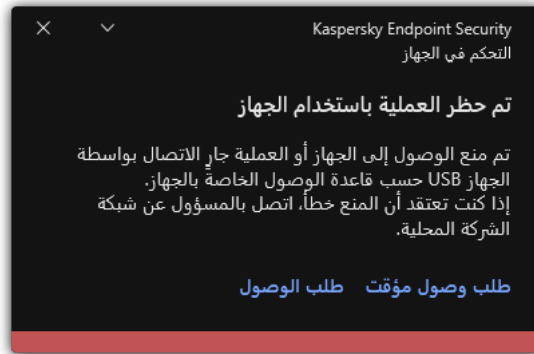 Kaspersky Endpoint Security
التحكم في الجهاز
تم حظر العملية باستخدام الجهاز
تم منع الوصول إلى الجهاز أو العملية جارٍ الاتصال بواسطة
الجهاز USB حسب قاعدة الوصول الخاصة بالجهاز.
إذا كنت تعتقد أن المنع خطأ، اتصل بالمسؤول عن شبكة
الشركة المحلية.
طلب وصول مؤقت طلب الوصول